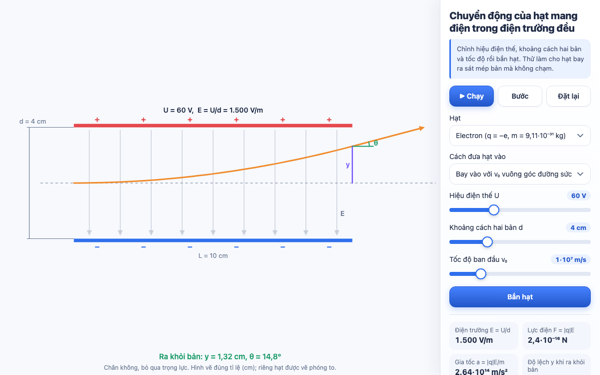 U = 60 V, E = U/d = 1.500 V/m
d = 4 cm
+ + + + + +
θ
y
E
− − − − − −
L = 10 cm
Ra khỏi bản: y = 1,32 cm, θ = 14,8°
Chân không, bỏ qua trọng lực. Hình vẽ đúng tỉ lệ (cm); riêng hạt được vẽ phóng to.
Chuyển động của hạt mang
điện trong điện trường đều
Chỉnh hiệu điện thế, khoảng cách hai bản
và tốc độ rồi bắn hạt. Thử làm cho hạt bay
ra sát mép bản mà không chạm.
▶ Chạy
Bước
Đặt lại
Hạt
Electron (q = −e, m = 9,11·10⁻³¹ kg)
Cách đưa hạt vào
Bay vào với v₀ vuông góc đường sức
Hiệu điện thế U
60 V
Khoảng cách hai bản d
4 cm
Tốc độ ban đầu v₀
1·10⁷ m/s
Bắn hạt
Điện trường E = U/d
1.500 V/m
Lực điện F = |q|E
2,4·10⁻¹⁶ N
Gia tốc a = |q|E/m
2,64·10¹⁴ m/s²
Độ lệch y khi ra
khỏi bản